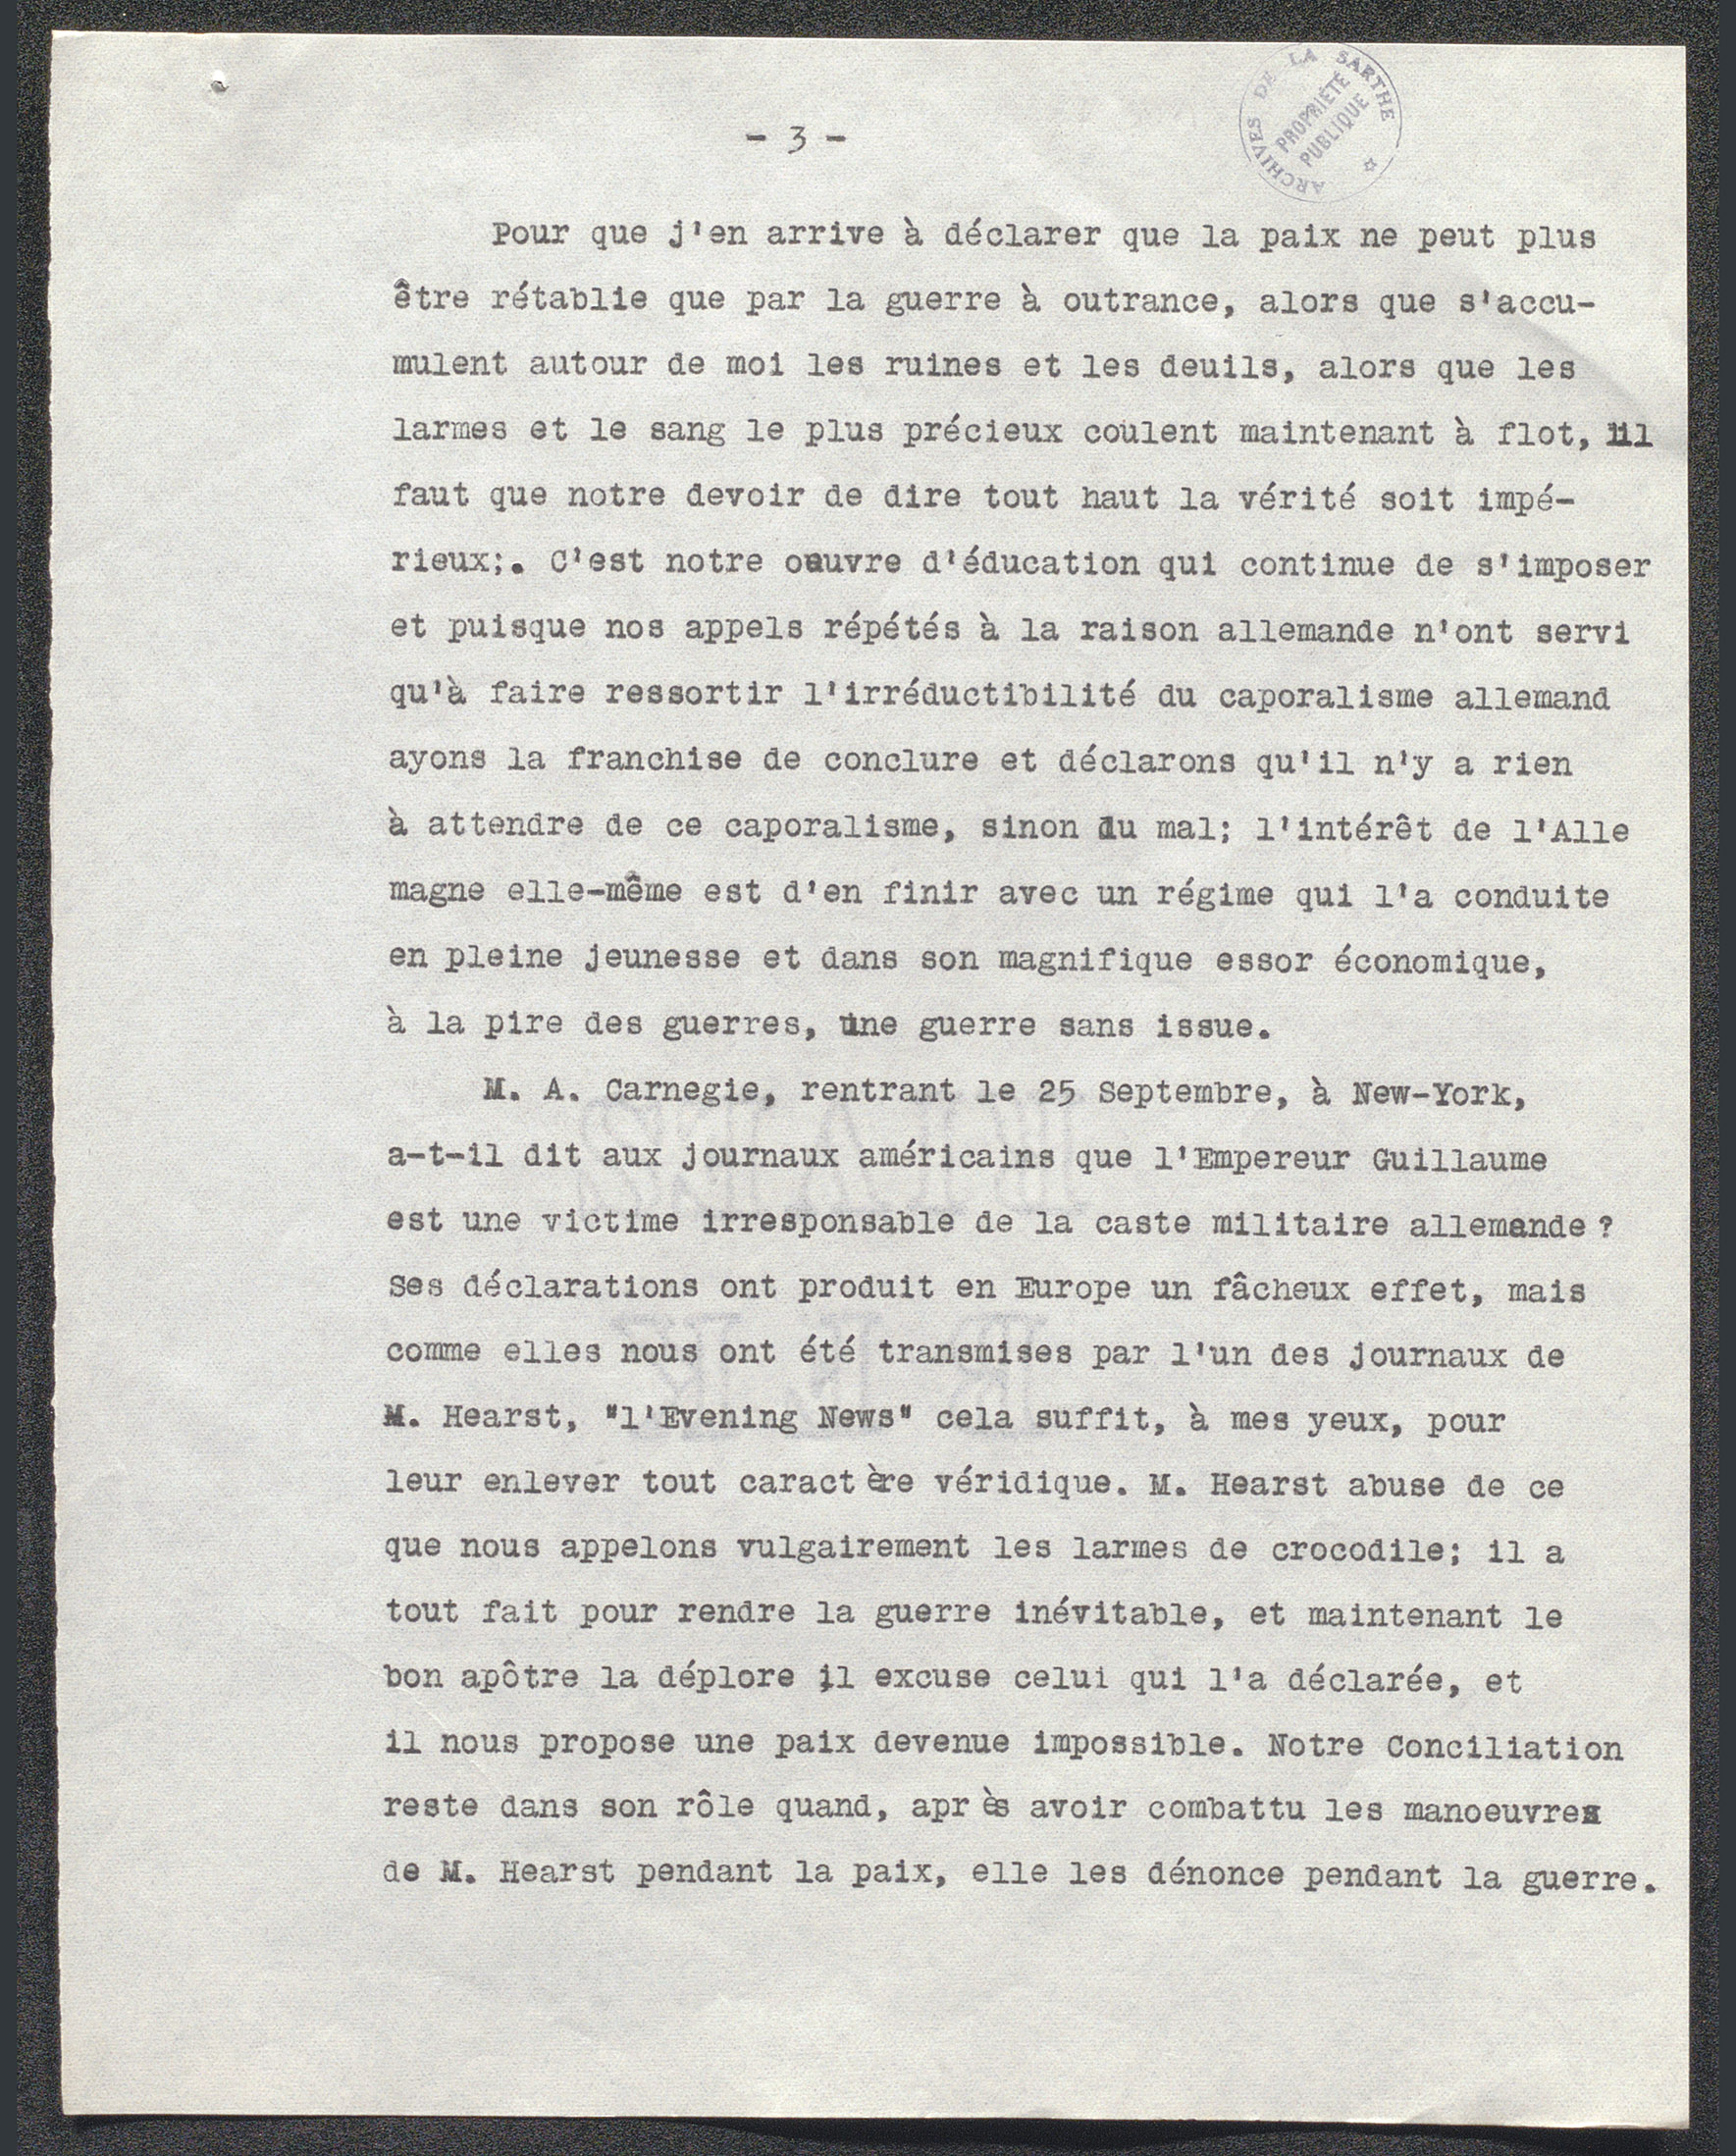 ARCHIVES DE LA SARTHE
PROPRIÉTÉ
PUBLIQUE
- 3 -
Pour que j'en arrive à déclarer que la paix ne peut plus
être rétablie que par la guerre à outrance, alors que s'accu-
mulent autour de moi les ruines et les deuils, alors que les
larmes et le sang le plus précieux coulent maintenant à flot, il
faut que notre devoir de dire tout haut la vérité soit impé-
rieux;. C'est notre oeuvre d'éducation qui continue de s'imposer
et puisque nos appels répétés à la raison allemande n'ont servi
qu'à faire ressortir l'irréductibilité du caporalisme allemand
ayons la franchise de conclure et déclarons qu'il n'y a rien
à attendre de ce caporalisme, sinon du mal; l'intérêt de l'Alle
magne elle-même est d'en finir avec un régime qui l'a conduite
en pleine jeunesse et dans son magnifique essor économique,
à la pire des guerres, une guerre sans issue.
M. A. Carnegie, rentrant le 25 Septembre, à New-York,
a-t-il dit aux journaux américains que l'Empereur Guillaume
est une victime irresponsable de la caste militaire allemande ?
Ses déclarations ont produit en Europe un fâcheux effet, mais
comme elles nous ont été transmises par l'un des journaux de
M. Hearst, "l'Evening News" cela suffit, à mes yeux, pour
leur enlever tout caractère véridique. M. Hearst abuse de ce
que nous appelons vulgairement les larmes de crocodile; il a
tout fait pour rendre la guerre inévitable, et maintenant le
bon apôtre la déplore il excuse celui qui l'a déclarée, et
il nous propose une paix devenue impossible. Notre Conciliation
reste dans son rôle quand, après avoir combattu les manoeuvres
de M. Hearst pendant la paix, elle les dénonce pendant la guerre.